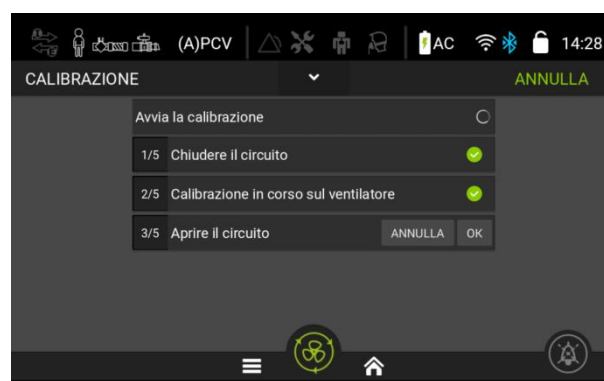 (A)PCV AC 14:28
CALIBRAZIONE ANNULLA
Avvia la calibrazione
1/5 Chiudere il circuito
2/5 Calibrazione in corso sul ventilatore
3/5 Aprire il circuito ANNULLA OK